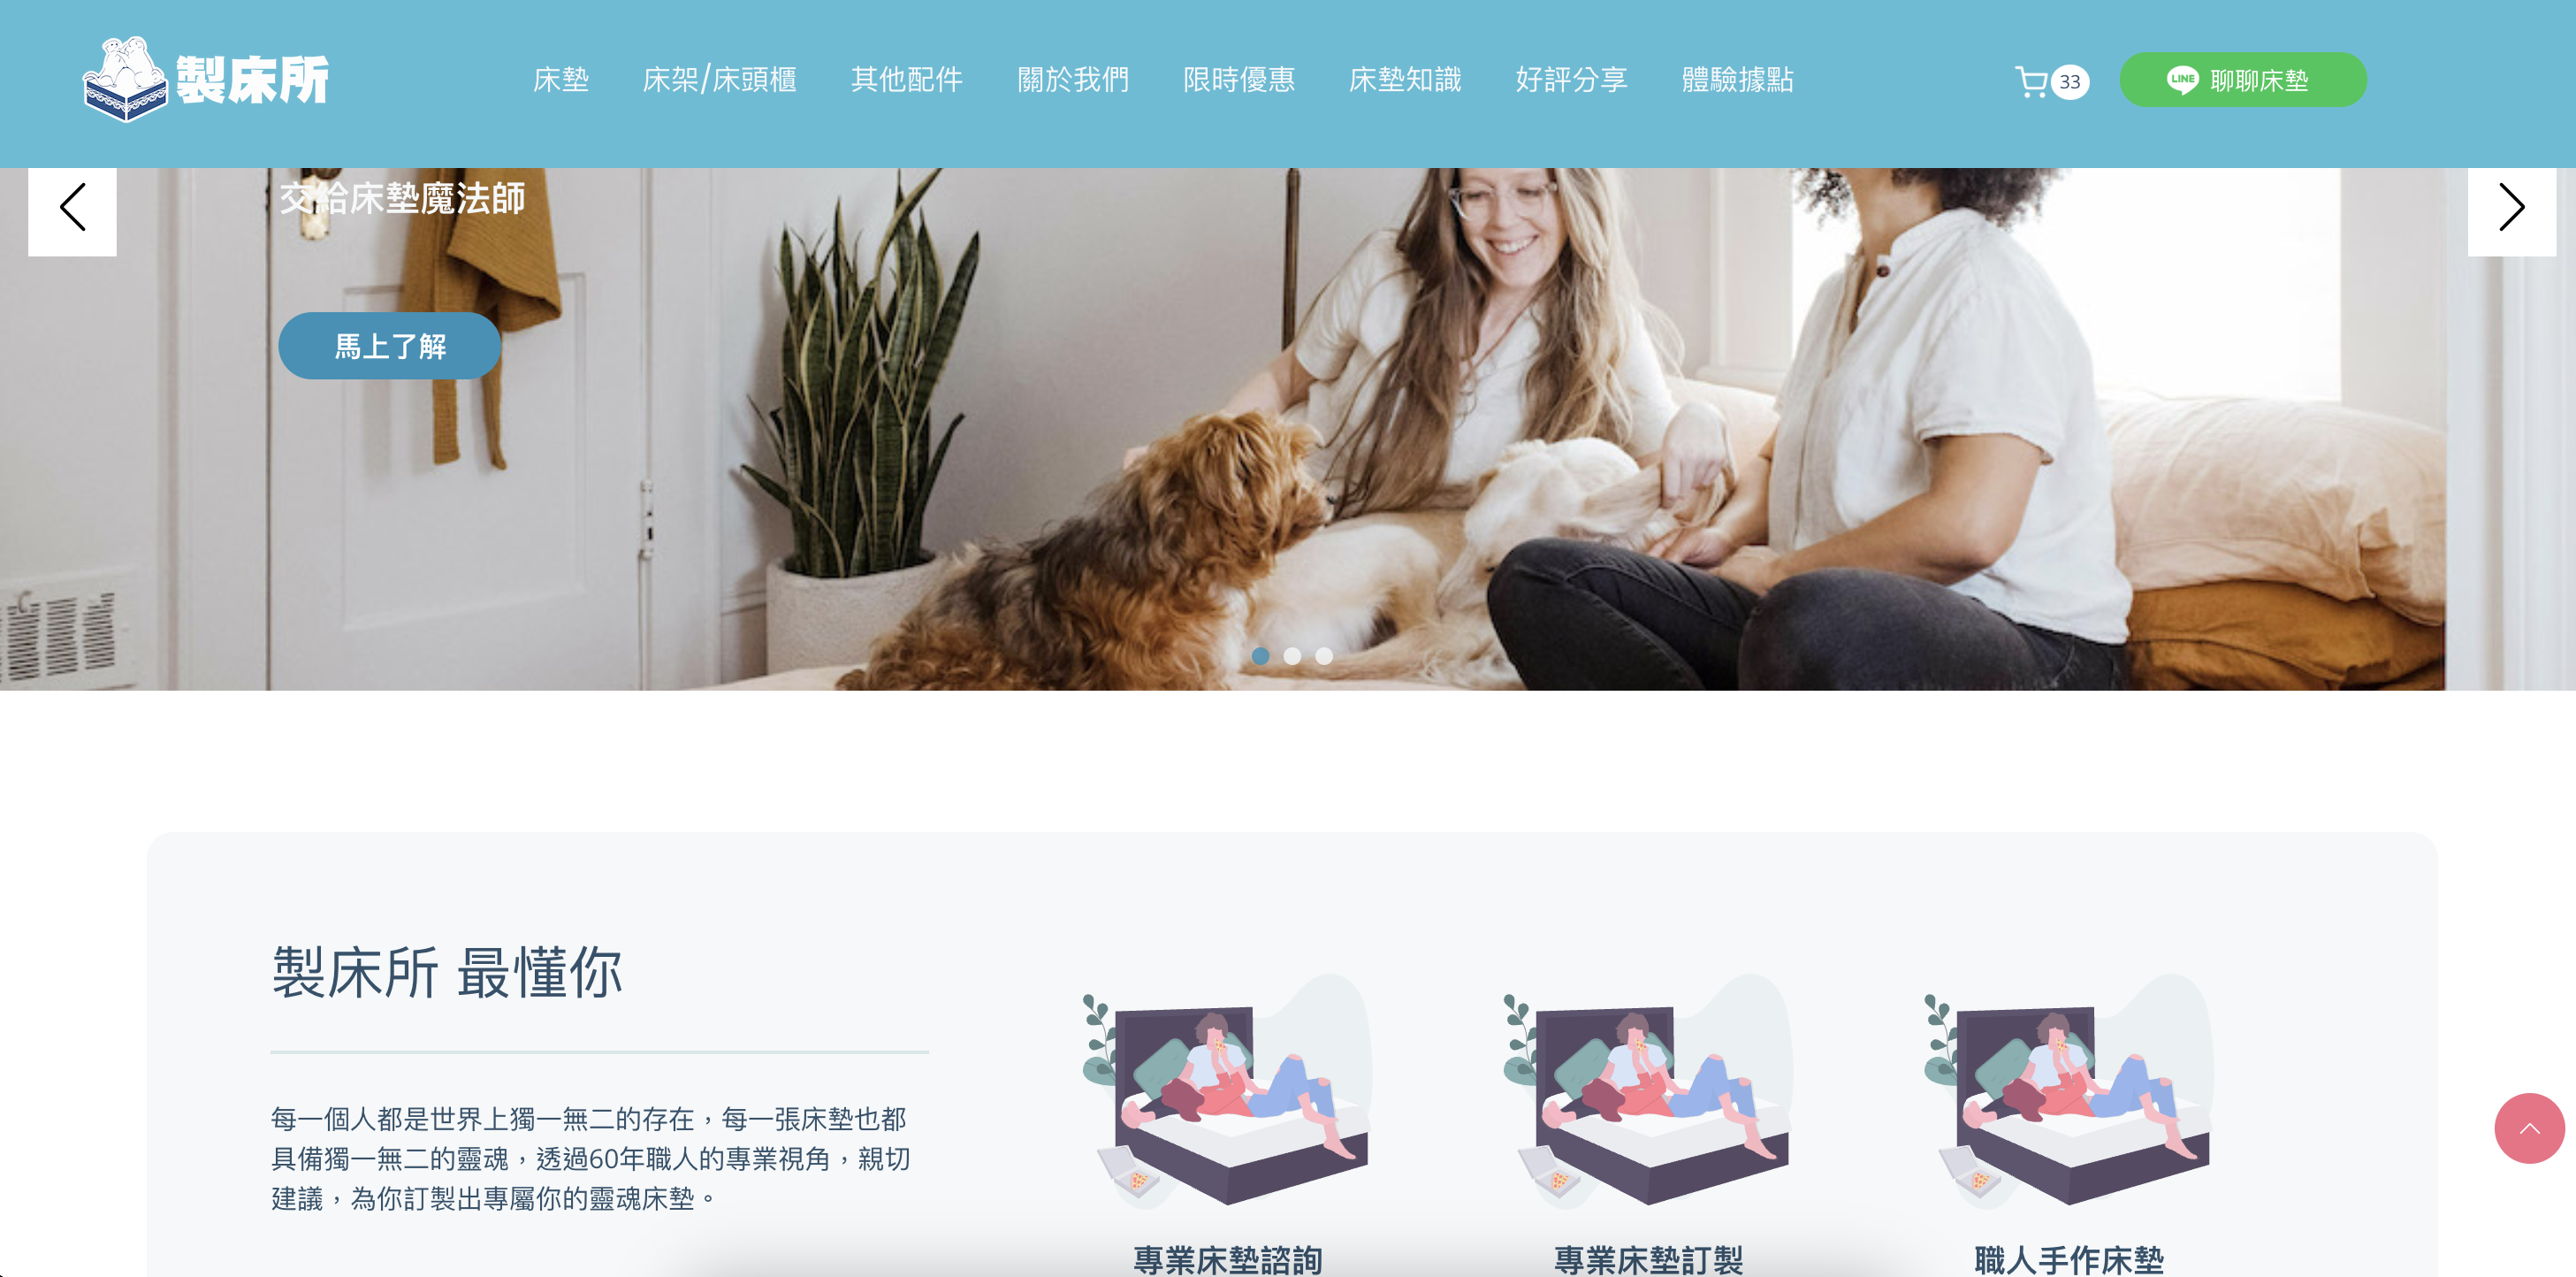 製床所
床墊
床架/床頭櫃
其他配件
關於我們
限時優惠
床墊知識
好評分享
體驗據點
33
LINE
聊聊床墊
交給床墊魔法師
馬上了解
製床所 最懂你
每一個人都是世界上獨一無二的存在，每一張床墊也都
具備獨一無二的靈魂，透過60年職人的專業視角，親切
建議，為你訂製出專屬你的靈魂床墊。
專業床墊諮詢
專業床墊訂製
職人手作床墊